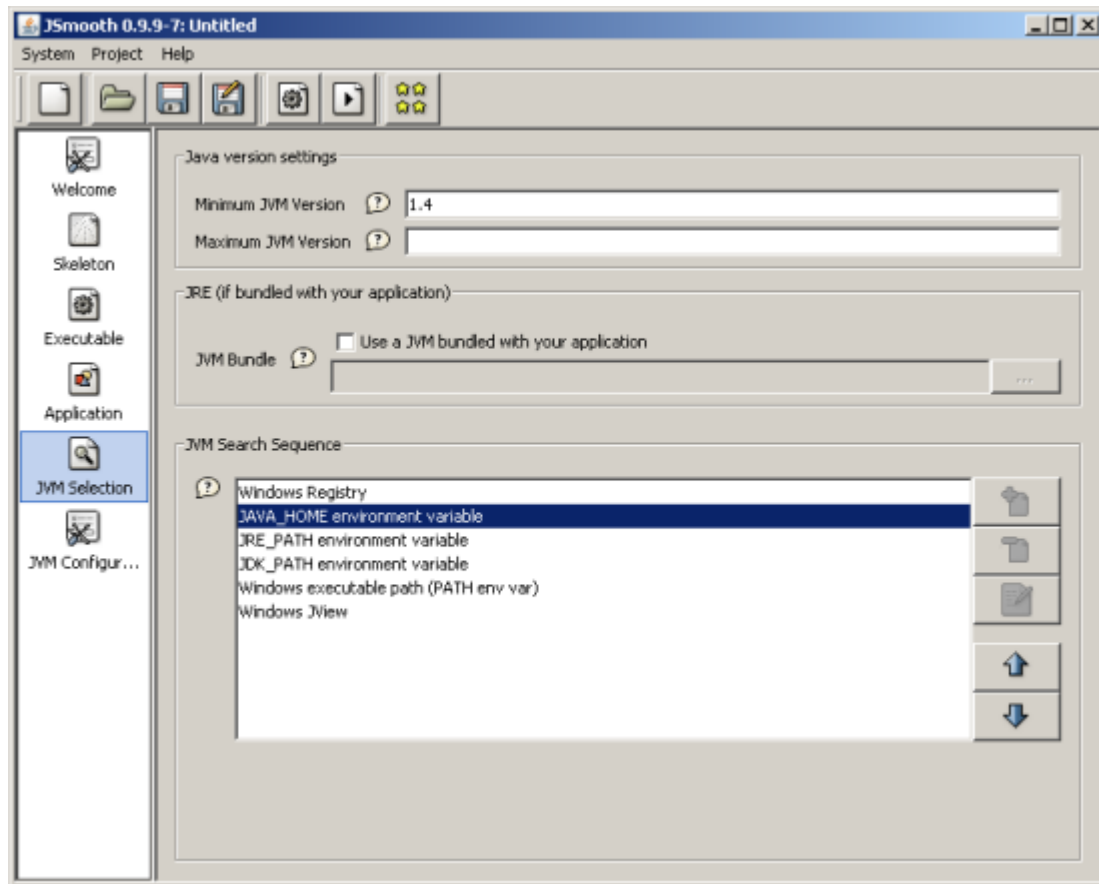 JSmooth 0.9.9-7: Untitled
System Project Help
Welcome
Skeleton
Executable
Application
JVM Selection
JVM Configur...
Java version settings
Minimum JVM Version ? 1.4
Maximum JVM Version ?
JRE (if bundled with your application)
Use a JVM bundled with your application
JVM Bundle ?
...
JVM Search Sequence
?
Windows Registry
JAVA_HOME environment variable
JRE_PATH environment variable
JDK_PATH environment variable
Windows executable path (PATH env var)
Windows JView